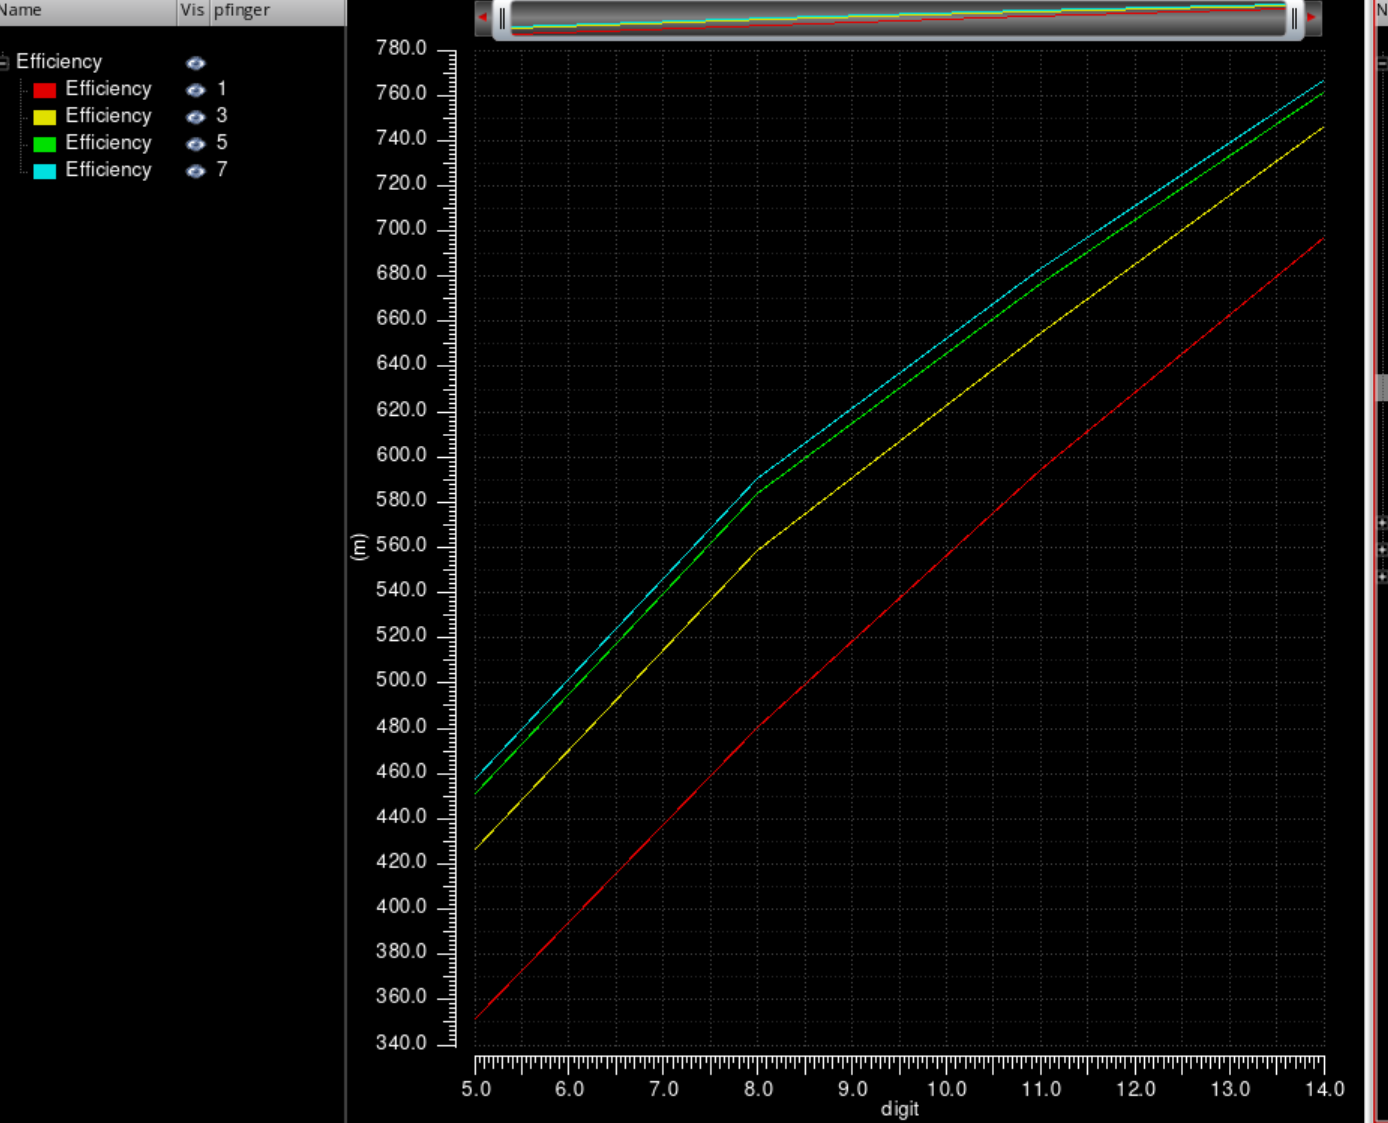 Name Vis pfinger
Efficiency
Efficiency 1
Efficiency 3
Efficiency 5
Efficiency 7
780.0
760.0
740.0
720.0
700.0
680.0
660.0
640.0
620.0
600.0
580.0
560.0
540.0
520.0
500.0
480.0
460.0
440.0
420.0
400.0
380.0
360.0
340.0
(m)
5.0 6.0 7.0 8.0 9.0 10.0 11.0 12.0 13.0 14.0
digit
N